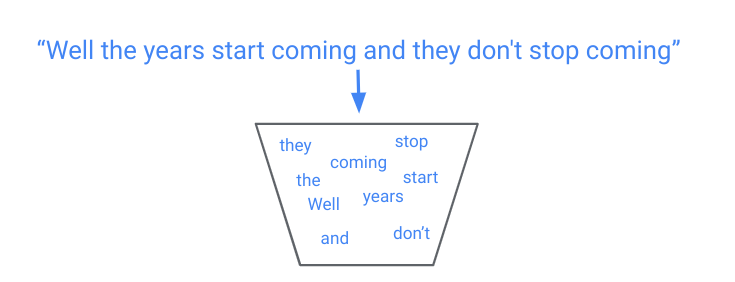 “Well the years start coming and they don't stop coming”
they
stop
coming
the
start
Well
years
and
don’t